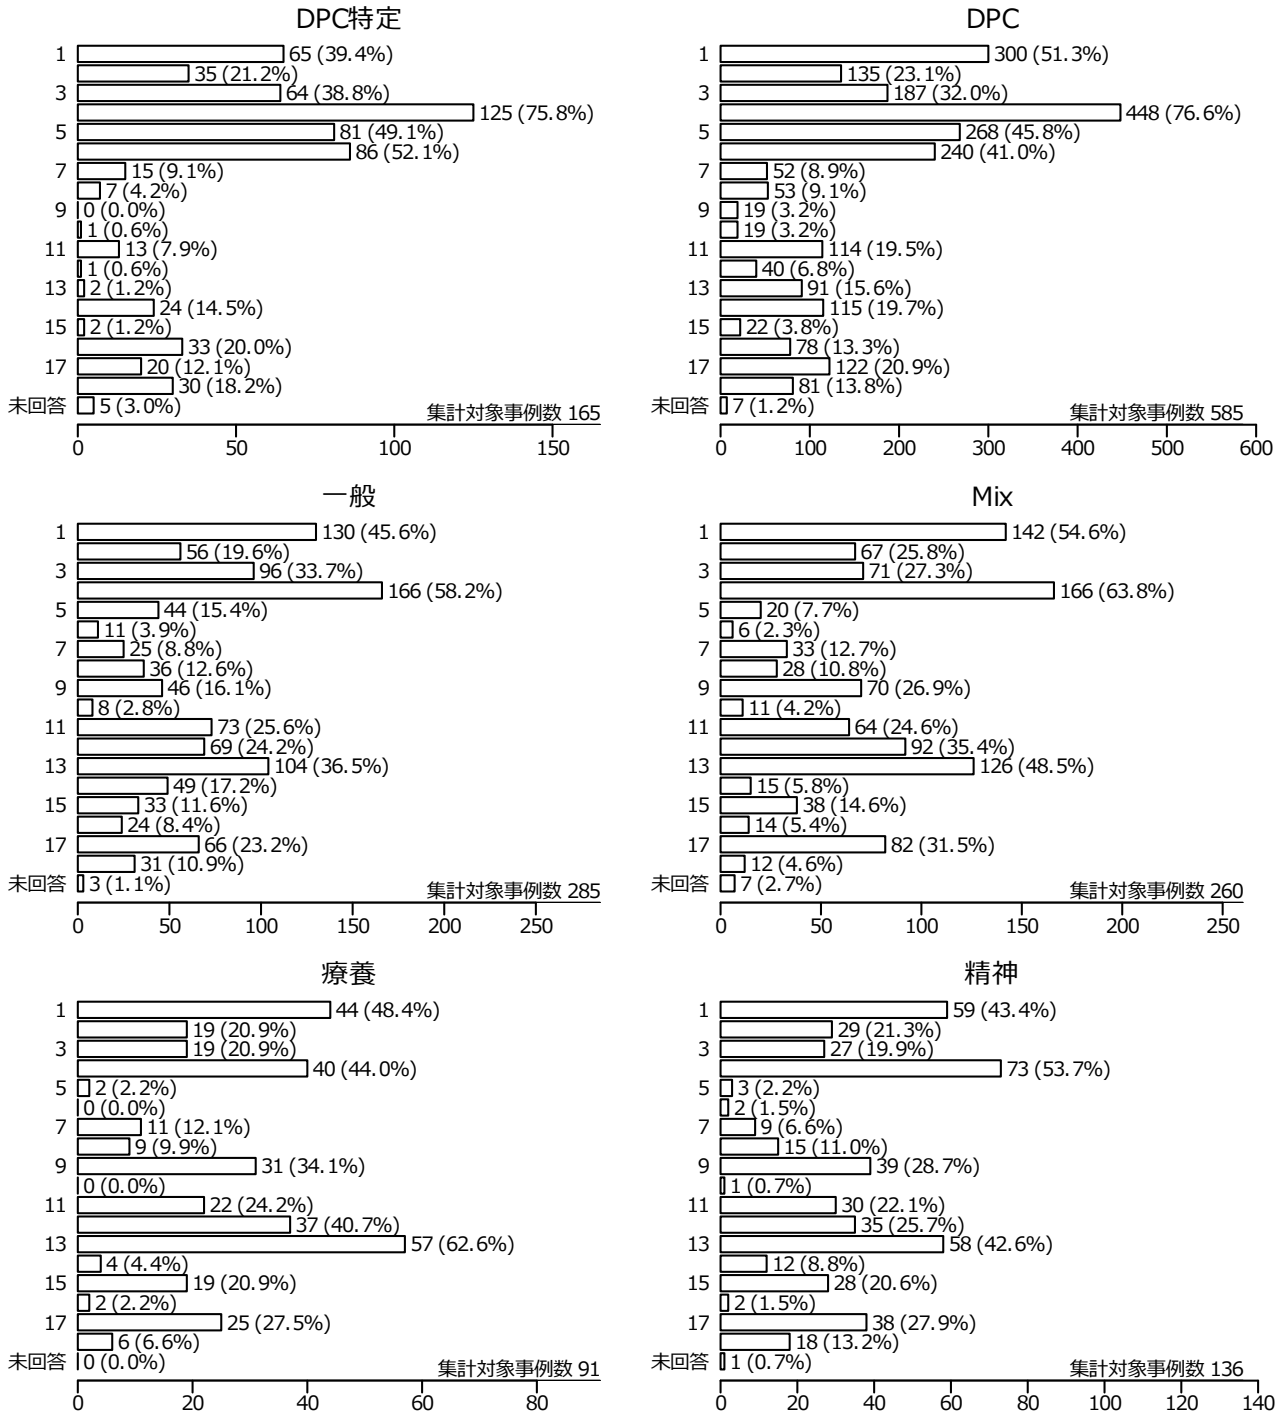 DPC特定
1 65 (39.4%)
35 (21.2%)
3 64 (38.8%)
125 (75.8%)
5 81 (49.1%)
86 (52.1%)
7 15 (9.1%)
7 (4.2%)
9 0 (0.0%)
1 (0.6%)
11 13 (7.9%)
1 (0.6%)
13 2 (1.2%)
24 (14.5%)
15 2 (1.2%)
33 (20.0%)
17 20 (12.1%)
30 (18.2%)
未回答 5 (3.0%)
集計対象事例数 165
0 50 100 150
DPC
1 300 (51.3%)
135 (23.1%)
3 187 (32.0%)
448 (76.6%)
5 268 (45.8%)
240 (41.0%)
7 52 (8.9%)
53 (9.1%)
9 19 (3.2%)
19 (3.2%)
11 114 (19.5%)
40 (6.8%)
13 91 (15.6%)
115 (19.7%)
15 22 (3.8%)
78 (13.3%)
17 122 (20.9%)
81 (13.8%)
未回答 7 (1.2%)
集計対象事例数 585
0 100 200 300 400 500 600
一般
1 130 (45.6%)
56 (19.6%)
3 96 (33.7%)
166 (58.2%)
5 44 (15.4%)
11 (3.9%)
7 25 (8.8%)
36 (12.6%)
9 46 (16.1%)
8 (2.8%)
11 73 (25.6%)
69 (24.2%)
13 104 (36.5%)
49 (17.2%)
15 33 (11.6%)
24 (8.4%)
17 66 (23.2%)
31 (10.9%)
未回答 3 (1.1%)
集計対象事例数 285
0 50 100 150 200 250
Mix
1 142 (54.6%)
67 (25.8%)
3 71 (27.3%)
166 (63.8%)
5 20 (7.7%)
6 (2.3%)
7 33 (12.7%)
28 (10.8%)
9 70 (26.9%)
11 (4.2%)
11 64 (24.6%)
92 (35.4%)
13 126 (48.5%)
15 (5.8%)
15 38 (14.6%)
14 (5.4%)
17 82 (31.5%)
12 (4.6%)
未回答 7 (2.7%)
集計対象事例数 260
0 50 100 150 200 250
療養
1 44 (48.4%)
19 (20.9%)
3 19 (20.9%)
40 (44.0%)
5 2 (2.2%)
0 (0.0%)
7 11 (12.1%)
9 (9.9%)
9 31 (34.1%)
0 (0.0%)
11 22 (24.2%)
37 (40.7%)
13 57 (62.6%)
4 (4.4%)
15 19 (20.9%)
2 (2.2%)
17 25 (27.5%)
6 (6.6%)
未回答 0 (0.0%)
集計対象事例数 91
0 20 40 60 80
精神
1 59 (43.4%)
29 (21.3%)
3 27 (19.9%)
73 (53.7%)
5 3 (2.2%)
2 (1.5%)
7 9 (6.6%)
15 (11.0%)
9 39 (28.7%)
1 (0.7%)
11 30 (22.1%)
35 (25.7%)
13 58 (42.6%)
12 (8.8%)
15 28 (20.6%)
2 (1.5%)
17 38 (27.9%)
18 (13.2%)
未回答 1 (0.7%)
集計対象事例数 136
0 20 40 60 80 100 120 140